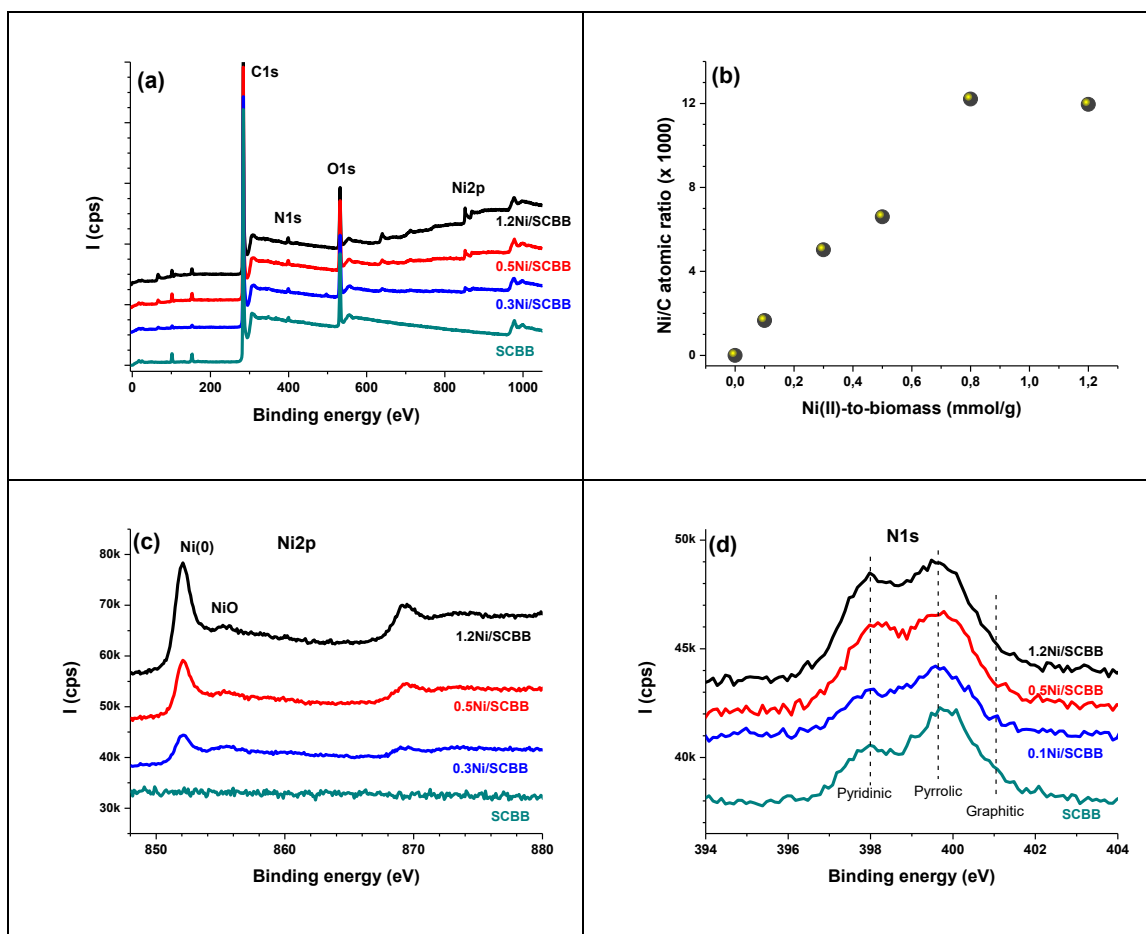 (a)
C1s
O1s
N1s
Ni2p
1.2Ni/SCBB
0.5Ni/SCBB
0.3Ni/SCBB
SCBB
I (cps)
0 200 400 600 800 1000
Binding energy (eV)
(b)
12
8
4
0
Ni/C atomic ratio (x 1000)
0,0 0,2 0,4 0,6 0,8 1,0 1,2
Ni(II)-to-biomass (mmol/g)
(c)
Ni(0)
Ni2p
NiO
80k
70k
60k
50k
40k
30k
I (cps)
1.2Ni/SCBB
0.5Ni/SCBB
0.3Ni/SCBB
SCBB
850 860 870 880
Binding energy (eV)
(d)
N1s
50k
45k
40k
I (cps)
1.2Ni/SCBB
0.5Ni/SCBB
0.1Ni/SCBB
Pyridinic
Pyrrolic
Graphitic
SCBB
394 396 398 400 402 404
Binding energy (eV)